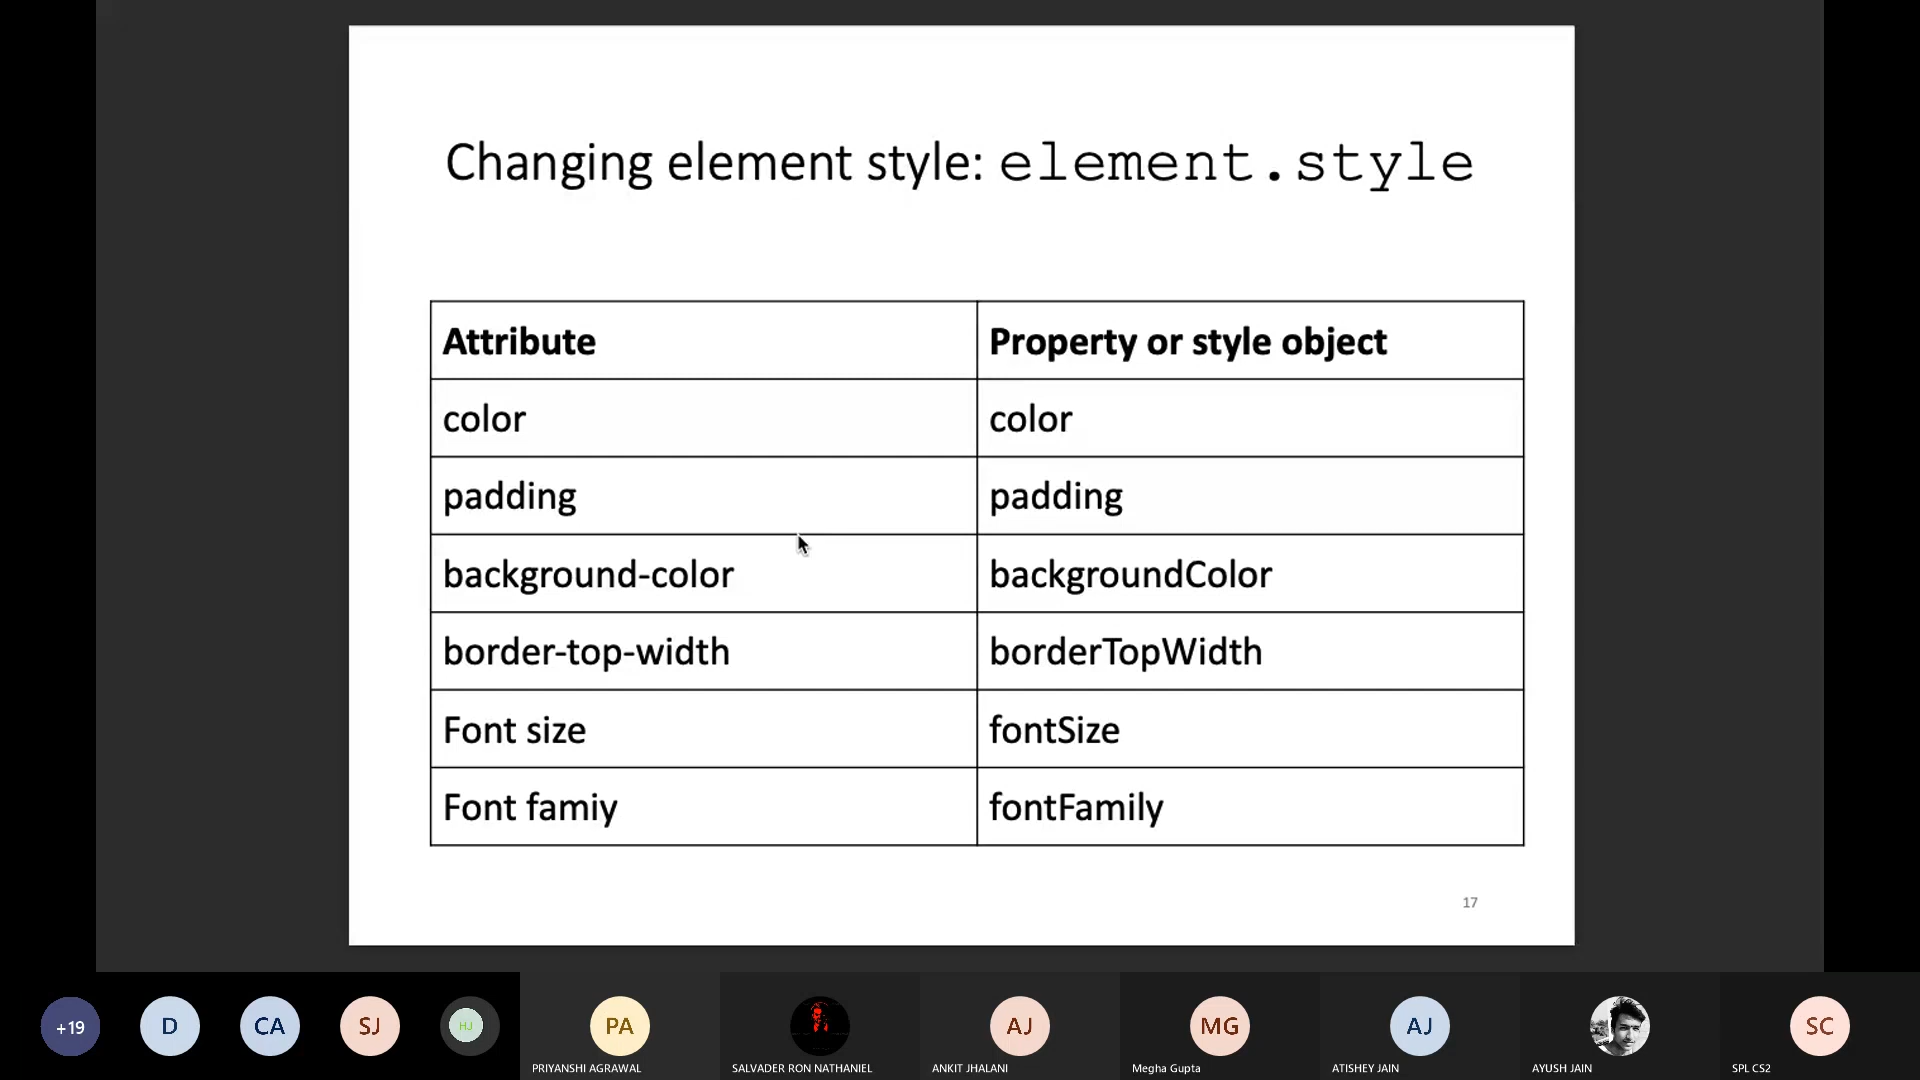 Changing element style: element.style
Attribute Property or style object
color color
padding padding
background-color backgroundColor
border-top-width borderTopWidth
Font size fontSize
Font famiy fontFamily
17
+19 D CA SJ HJ PA AJ MG AJ SC
PRIYANSHI AGRAWAL SALVADER RON NATHANIEL ANKIT JHALANI Megha Gupta ATISHEY JAIN AYUSH JAIN SPL CS2